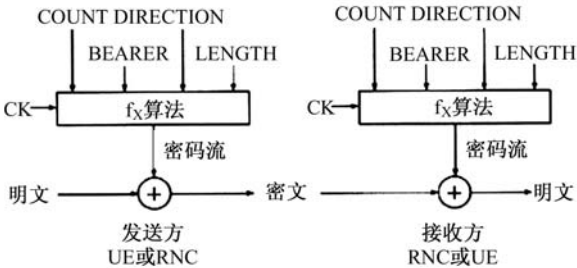 COUNT DIRECTION
BEARER
LENGTH
CK
fX算法
密码流
明文
密文
发送方
UE或RNC
COUNT DIRECTION
BEARER
LENGTH
CK
fX算法
密码流
明文
接收方
RNC或UE